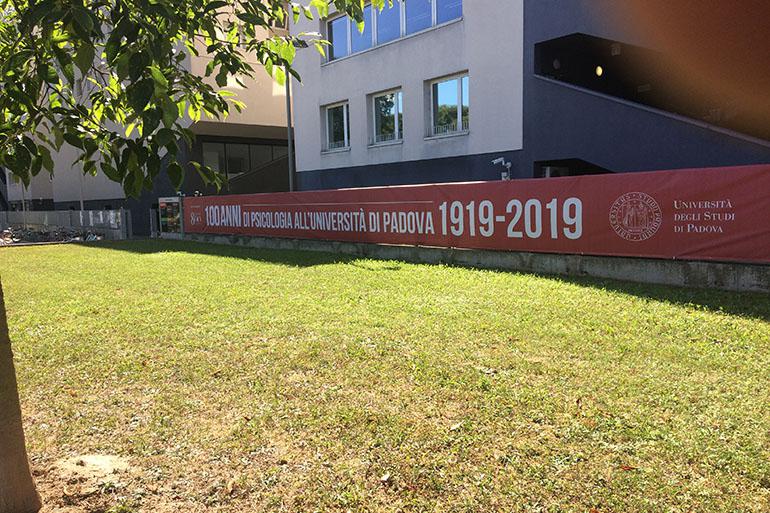 100 ANNI DI PSICOLOGIA ALL'UNIVERSITÀ DI PADOVA 1919-2019
UNIVERSITÀ
DEGLI STUDI
DI PADOVA